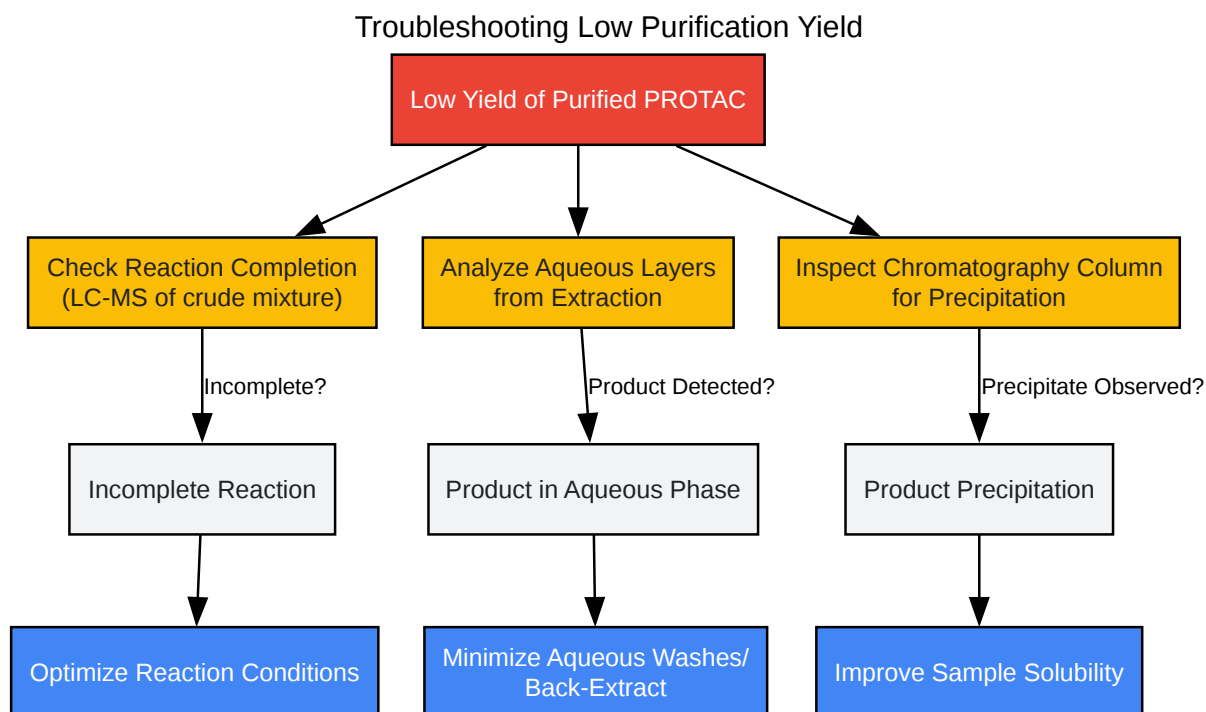 Troubleshooting Low Purification Yield
Low Yield of Purified PROTAC
Check Reaction Completion
(LC-MS of crude mixture)
Analyze Aqueous Layers
from Extraction
Inspect Chromatography Column
for Precipitation
Incomplete?
Product Detected?
Precipitate Observed?
Incomplete Reaction
Product in Aqueous Phase
Product Precipitation
Optimize Reaction Conditions
Minimize Aqueous Washes/
Back-Extract
Improve Sample Solubility